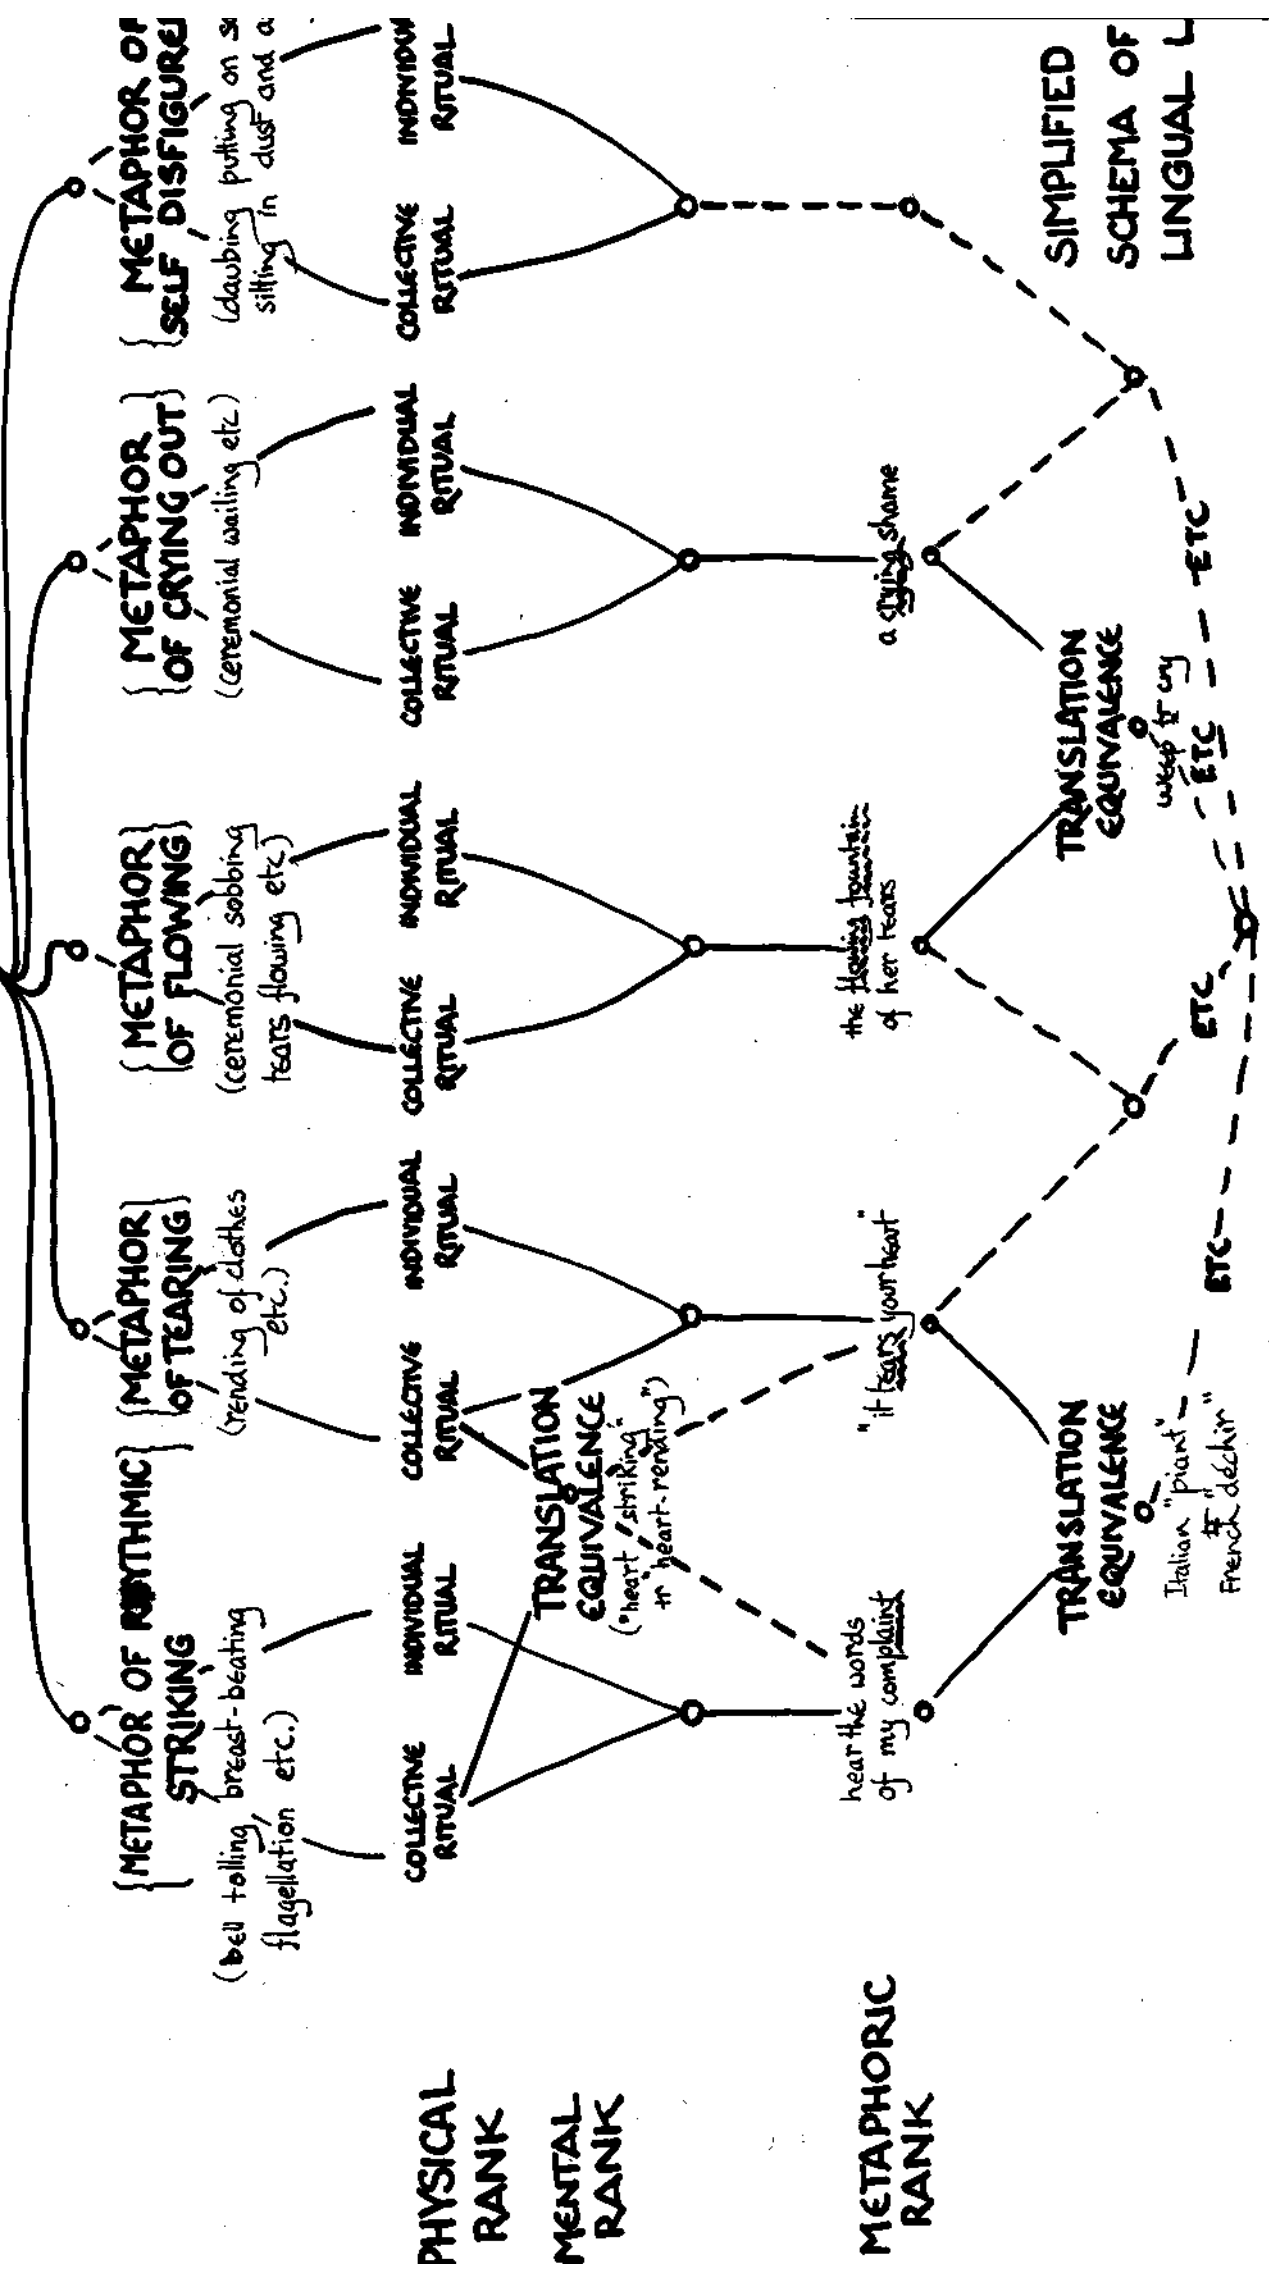 {METAPHOR OF RHYTHMIC}
STRIKING
(bell tolling, breast-beating
flagellation etc.)
{METAPHOR}
{OF TEARING}
(rending of clothes
etc.)
{METAPHOR}
{OF FLOWING}
(ceremonial sobbing
tears flowing etc)
{METAPHOR}
{OF CRYING OUT}
(ceremonial wailing etc)
{METAPHOR OF
{SELF DISFIGURE
(daubing putting on
sitting in dust and
PHYSICAL
RANK
COLLECTIVE
RITUAL
INDIVIDUAL
RITUAL
COLLECTIVE
RITUAL
INDIVIDUAL
RITUAL
COLLECTIVE
RITUAL
INDIVIDUAL
RITUAL
COLLECTIVE
RITUAL
INDIVIDUAL
RITUAL
COLLECTIVE
RITUAL
INDIVIDU
RITUAL
MENTAL
RANK
TRANSLATION
EQUIVALENCE
("heart striking"
tr "heart-rending")
METAPHORIC
RANK
hear the words
of my complaint
"it tears your heart"
the flowing fountain
of her tears
a crying shame
TRANSLATION
EQUIVALENCE
Italian "piant"
tr
French "déchir"
TRANSLATION
EQUIVALENCE
weep tr cry
ETC
ETC
ETC
ETC
SIMPLIFIED
SCHEMA OF
LINGUAL L